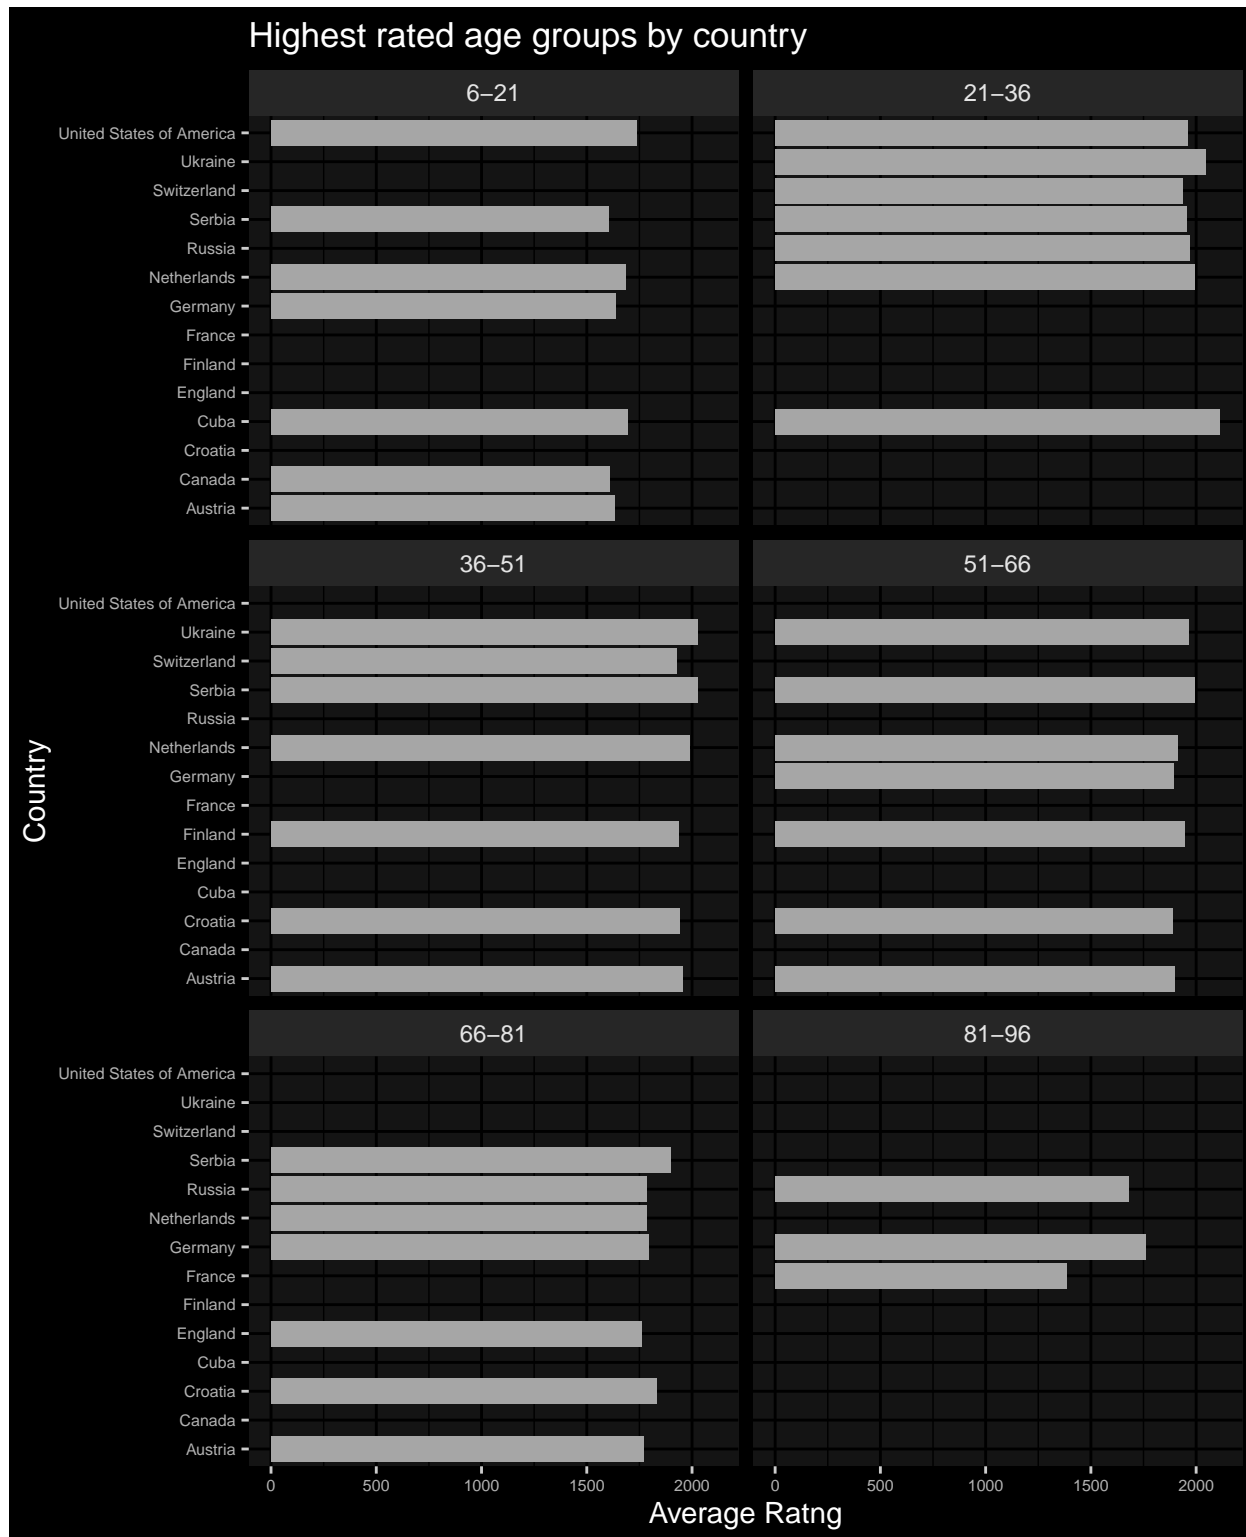 Highest rated age groups by country
6–21
21–36
United States of America
Ukraine
Switzerland
Serbia
Russia
Netherlands
Germany
France
Finland
England
Cuba
Croatia
Canada
Austria
36–51
51–66
United States of America
Ukraine
Switzerland
Serbia
Russia
Netherlands
Germany
France
Finland
England
Cuba
Croatia
Canada
Austria
Country
66–81
81–96
United States of America
Ukraine
Switzerland
Serbia
Russia
Netherlands
Germany
France
Finland
England
Cuba
Croatia
Canada
Austria
0 500 1000 1500 2000
0 500 1000 1500 2000
Average Ratng